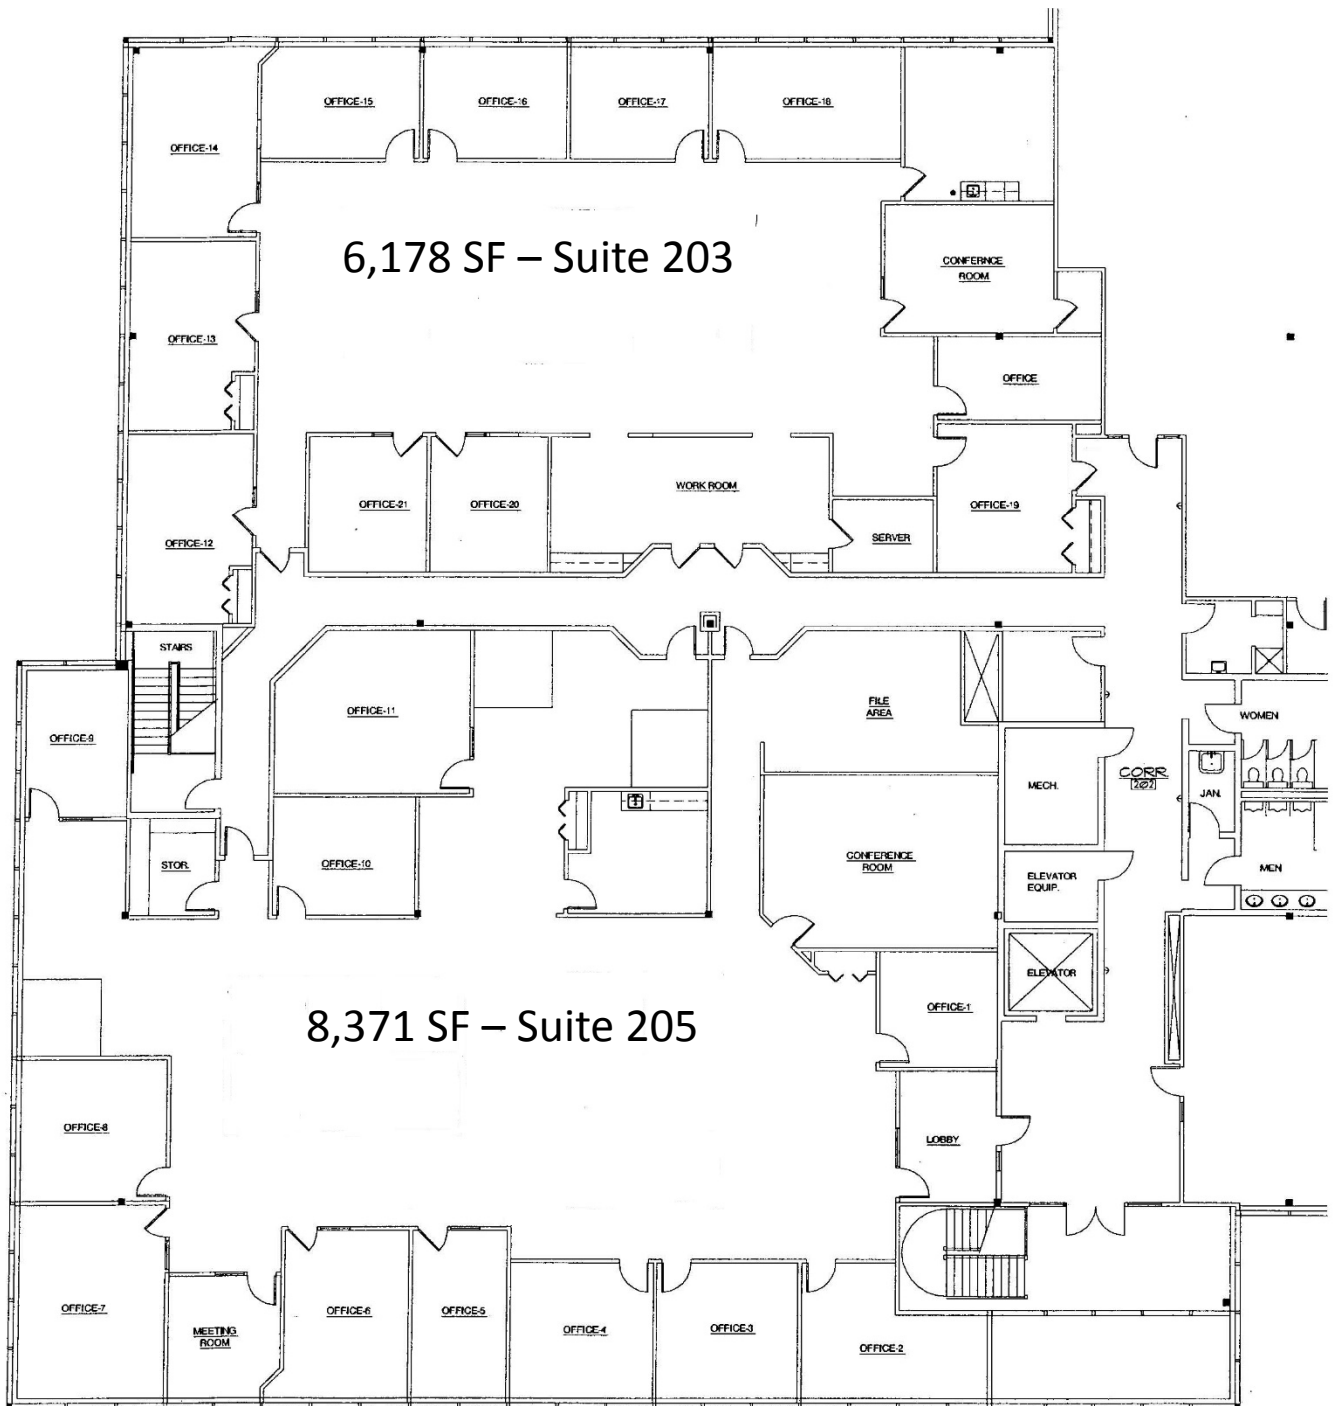 OFFICE-15
OFFICE-16
OFFICE-17
OFFICE-18
OFFICE-14
6,178 SF – Suite 203
CONFERNCE
ROOM
OFFICE-13
OFFICE
WORK ROOM
OFFICE-21
OFFICE-20
OFFICE-19
SERVER
OFFICE-12
STAIRS
OFFICE-11
FILE
AREA
WOMEN
OFFICE-9
CORR
202
MECH.
JAN.
CONFERENCE
ROOM
STOR.
OFFICE-10
MEN
ELEVATOR
EQUIP.
ELEVATOR
OFFICE-1
8,371 SF – Suite 205
OFFICE-8
LOBBY
OFFICE-7
OFFICE-6
OFFICE-5
MEETING
ROOM
OFFICE-4
OFFICE-3
OFFICE-2